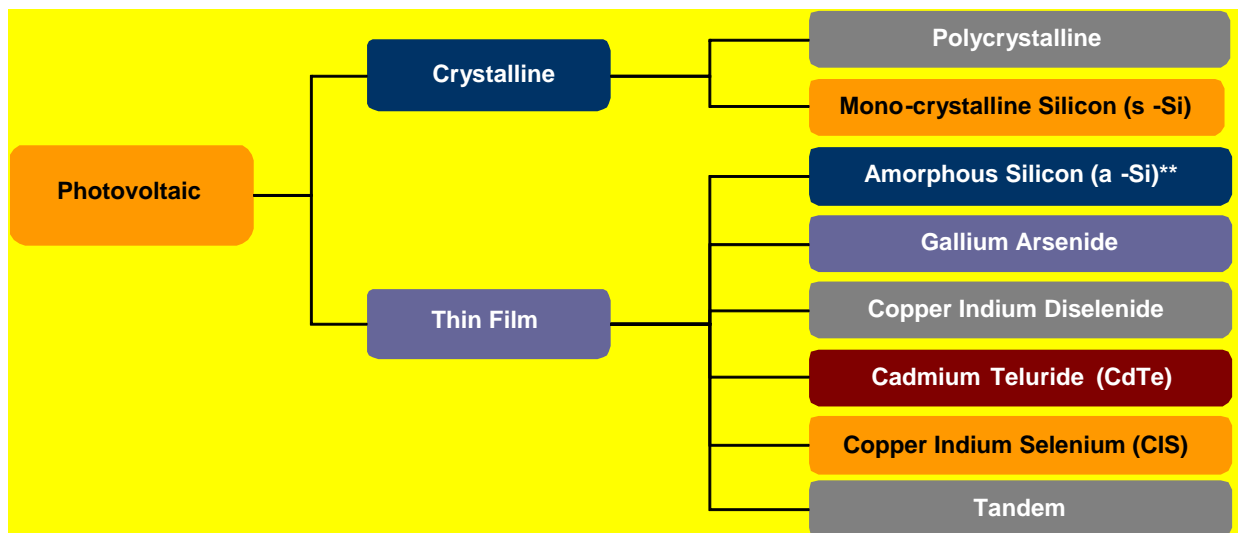 Photovoltaic
Crystalline
Polycrystalline
Mono-crystalline Silicon (s -Si)
Thin Film
Amorphous Silicon (a -Si)**
Gallium Arsenide
Copper Indium Diselenide
Cadmium Teluride (CdTe)
Copper Indium Selenium (CIS)
Tandem